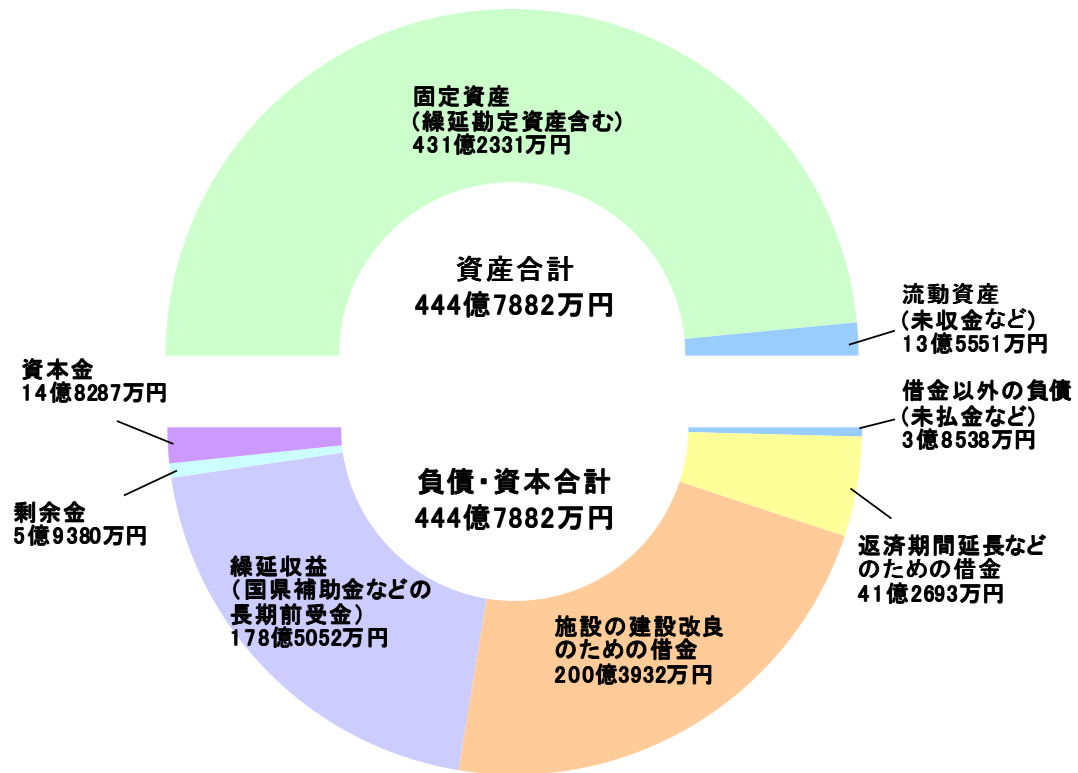 固定資産
(繰延勘定資産含む)
431億2331万円
資産合計
444億7882万円
流動資産
(未収金など)
13億5551万円
資本金
14億8287万円
借金以外の負債
(未払金など)
3億8538万円
負債・資本合計
444億7882万円
剰余金
5億9380万円
返済期間延長など
のための借金
41億2693万円
繰延収益
(国県補助金などの
長期前受金)
178億5052万円
施設の建設改良
のための借金
200億3932万円